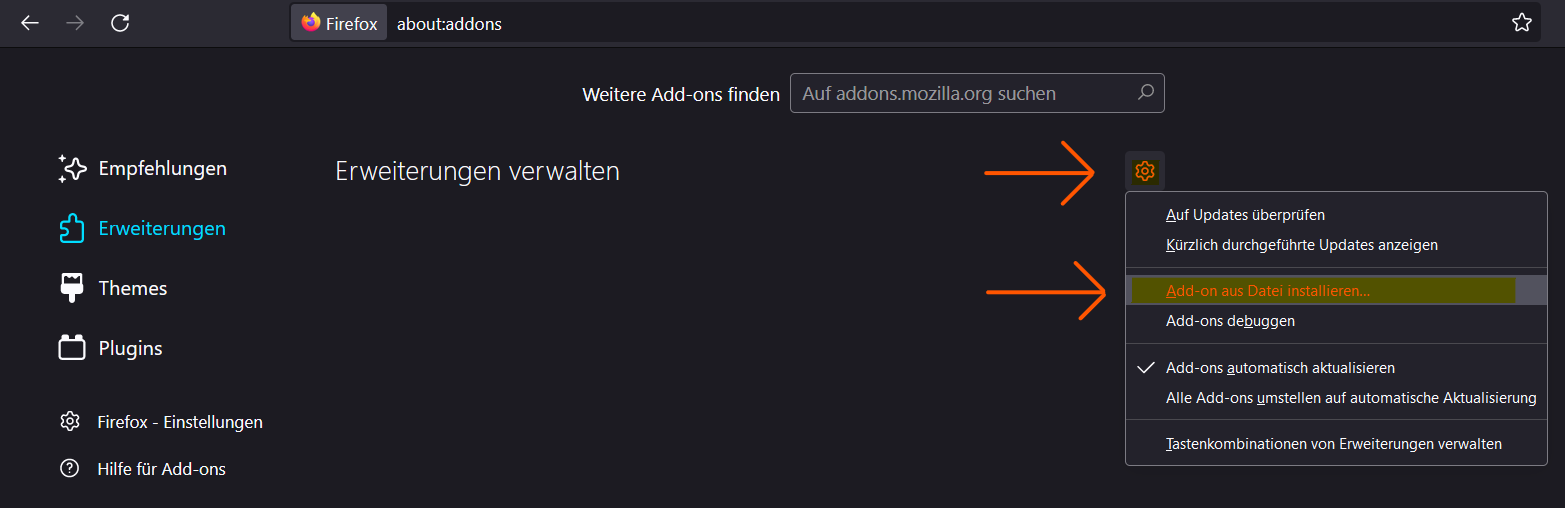 Firefox about:addons
Weitere Add-ons finden Auf addons.mozilla.org suchen
Empfehlungen
Erweiterungen
Themes
Plugins
Firefox - Einstellungen
Hilfe für Add-ons
Erweiterungen verwalten
Auf Updates überprüfen
Kürzlich durchgeführte Updates anzeigen
Add-on aus Datei installieren...
Add-ons debuggen
Add-ons automatisch aktualisieren
Alle Add-ons umstellen auf automatische Aktualisierung
Tastenkombinationen von Erweiterungen verwalten